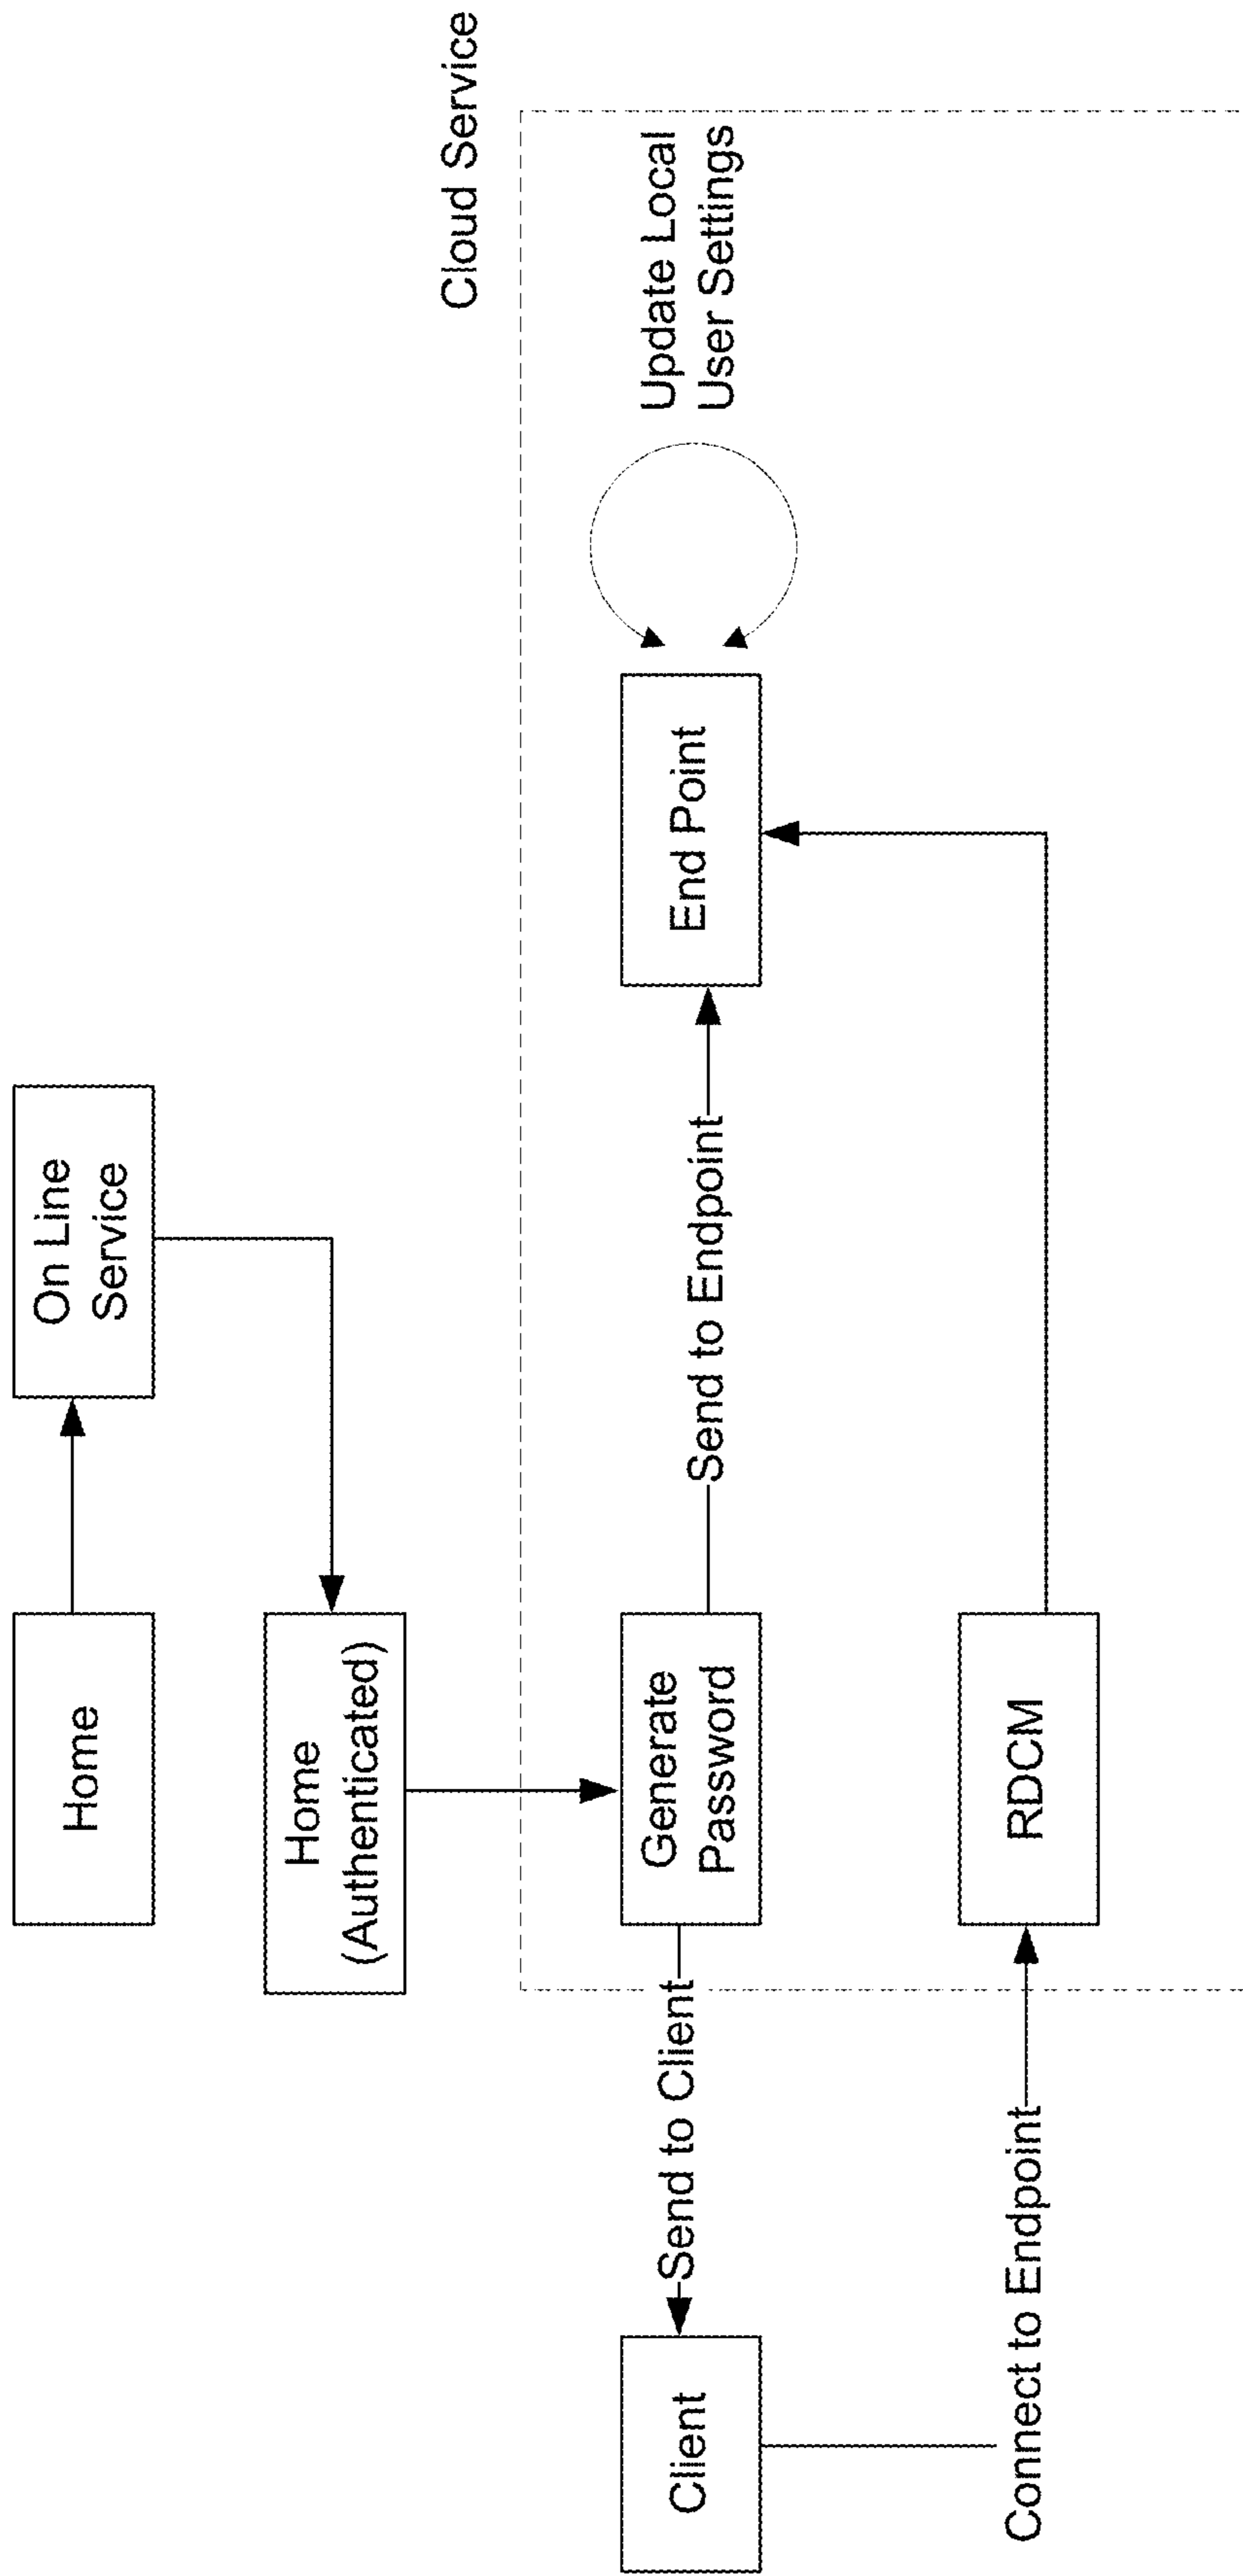 Home
On Line
Service
Home
(Authenticated)
Cloud Service
Client
Send to Client
Generate
Password
Send to Endpoint
End Point
Update Local
User Settings
Connect to Endpoint
RDCM